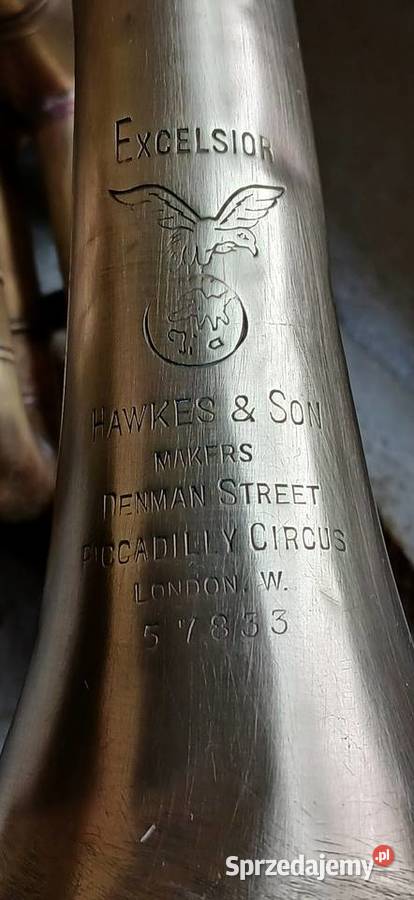 EXCELSIOR
HAWKES & SON
MAKERS
DENMAN STREET
PICCADILLY CIRCUS
LONDON. W.
57833
Sprzedajemy.pl